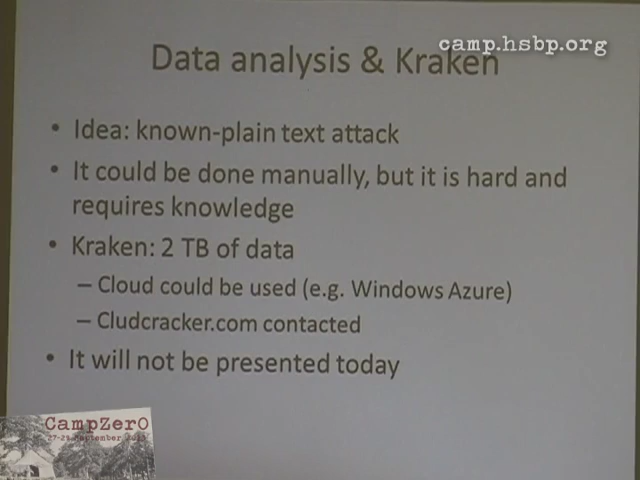 camp.hsbp.org
Data analysis & Kraken
• Idea: known-plain text attack
• It could be done manually, but it is hard and
requires knowledge
• Kraken: 2 TB of data
– Cloud could be used (e.g. Windows Azure)
– Cludcracker.com contacted
• It will not be presented today
CampZer0
September